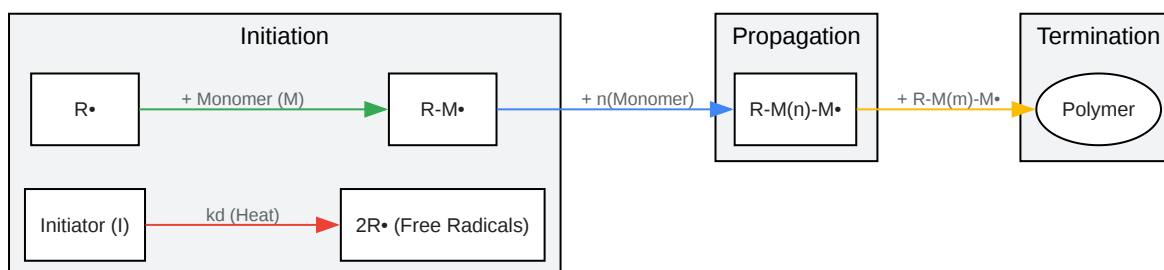 Initiation
Propagation
Termination
R•
+ Monomer (M)
R-M•
+ n(Monomer)
R-M(n)-M•
+ R-M(m)-M•
Polymer
Initiator (I)
kd (Heat)
2R• (Free Radicals)